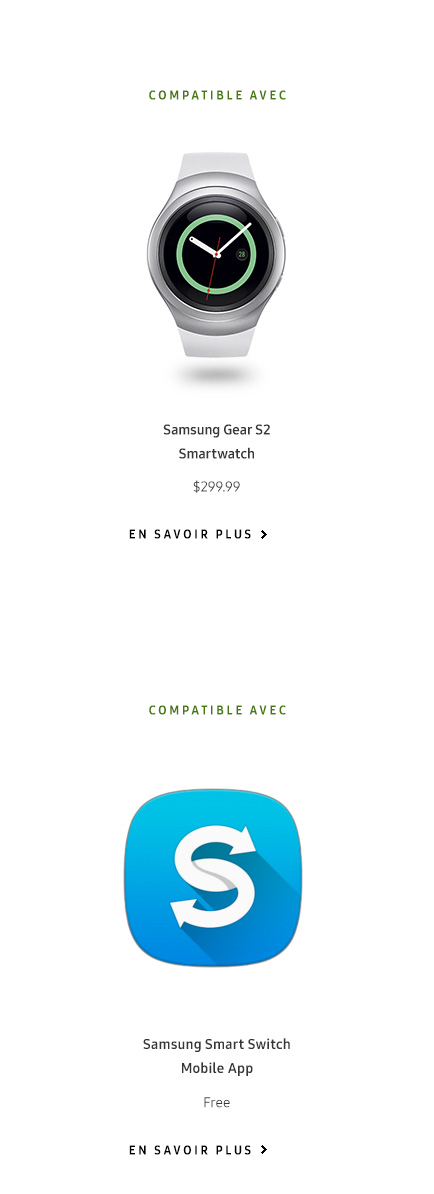 COMPATIBLE AVEC
28
Samsung Gear S2
Smartwatch
$299.99
EN SAVOIR PLUS
COMPATIBLE AVEC
S
Samsung Smart Switch
Mobile App
Free
EN SAVOIR PLUS